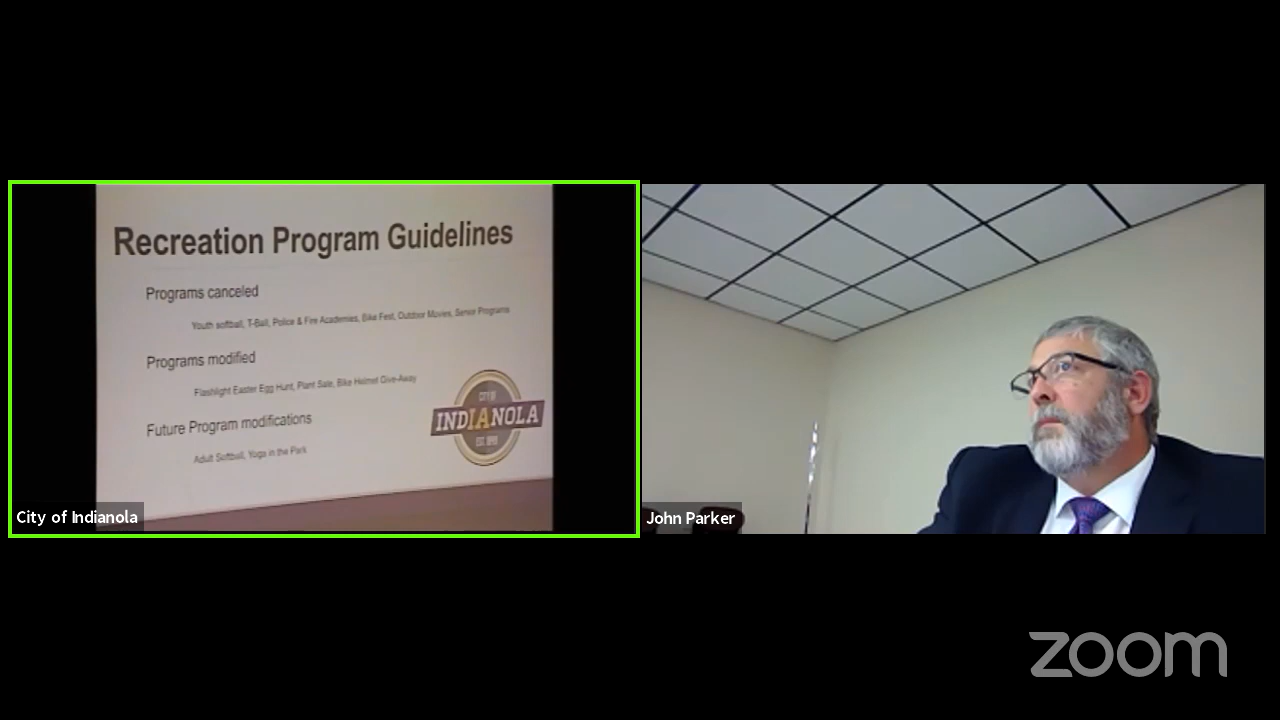 Recreation Program Guidelines
Programs canceled
Youth softball, T-Ball, Police & Fire Academies, Bike Fest, Outdoor Movies, Senior Programs
Programs modified
Flashlight Easter Egg Hunt, Plant Sale, Bike Helmet Give-Away
Future Program modifications
Adult Softball, Yoga in the Park
CITY OF
INDIANOLA
City of Indianola
John Parker
zoom